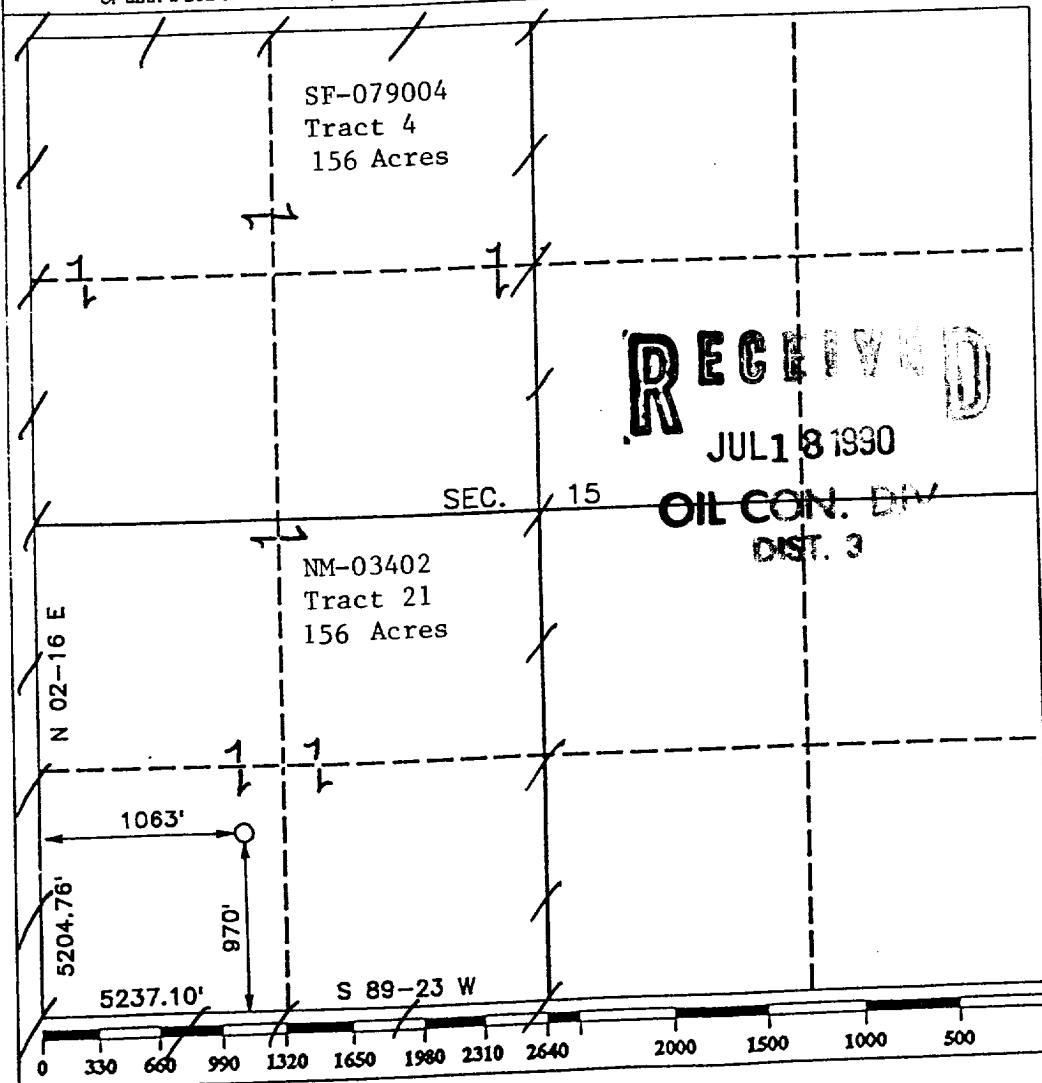 SF-079004
Tract 4
156 Acres
RECEIVED
JUL 18 1990
OIL CON. DIV
DIST. 3
SEC. 15
NM-03402
Tract 21
156 Acres
N 02-16 E
5204.76'
1063'
970'
5237.10'
S 89-23 W
0 330 660 990 1320 1650 1980 2310 2640 2000 1500 1000 500